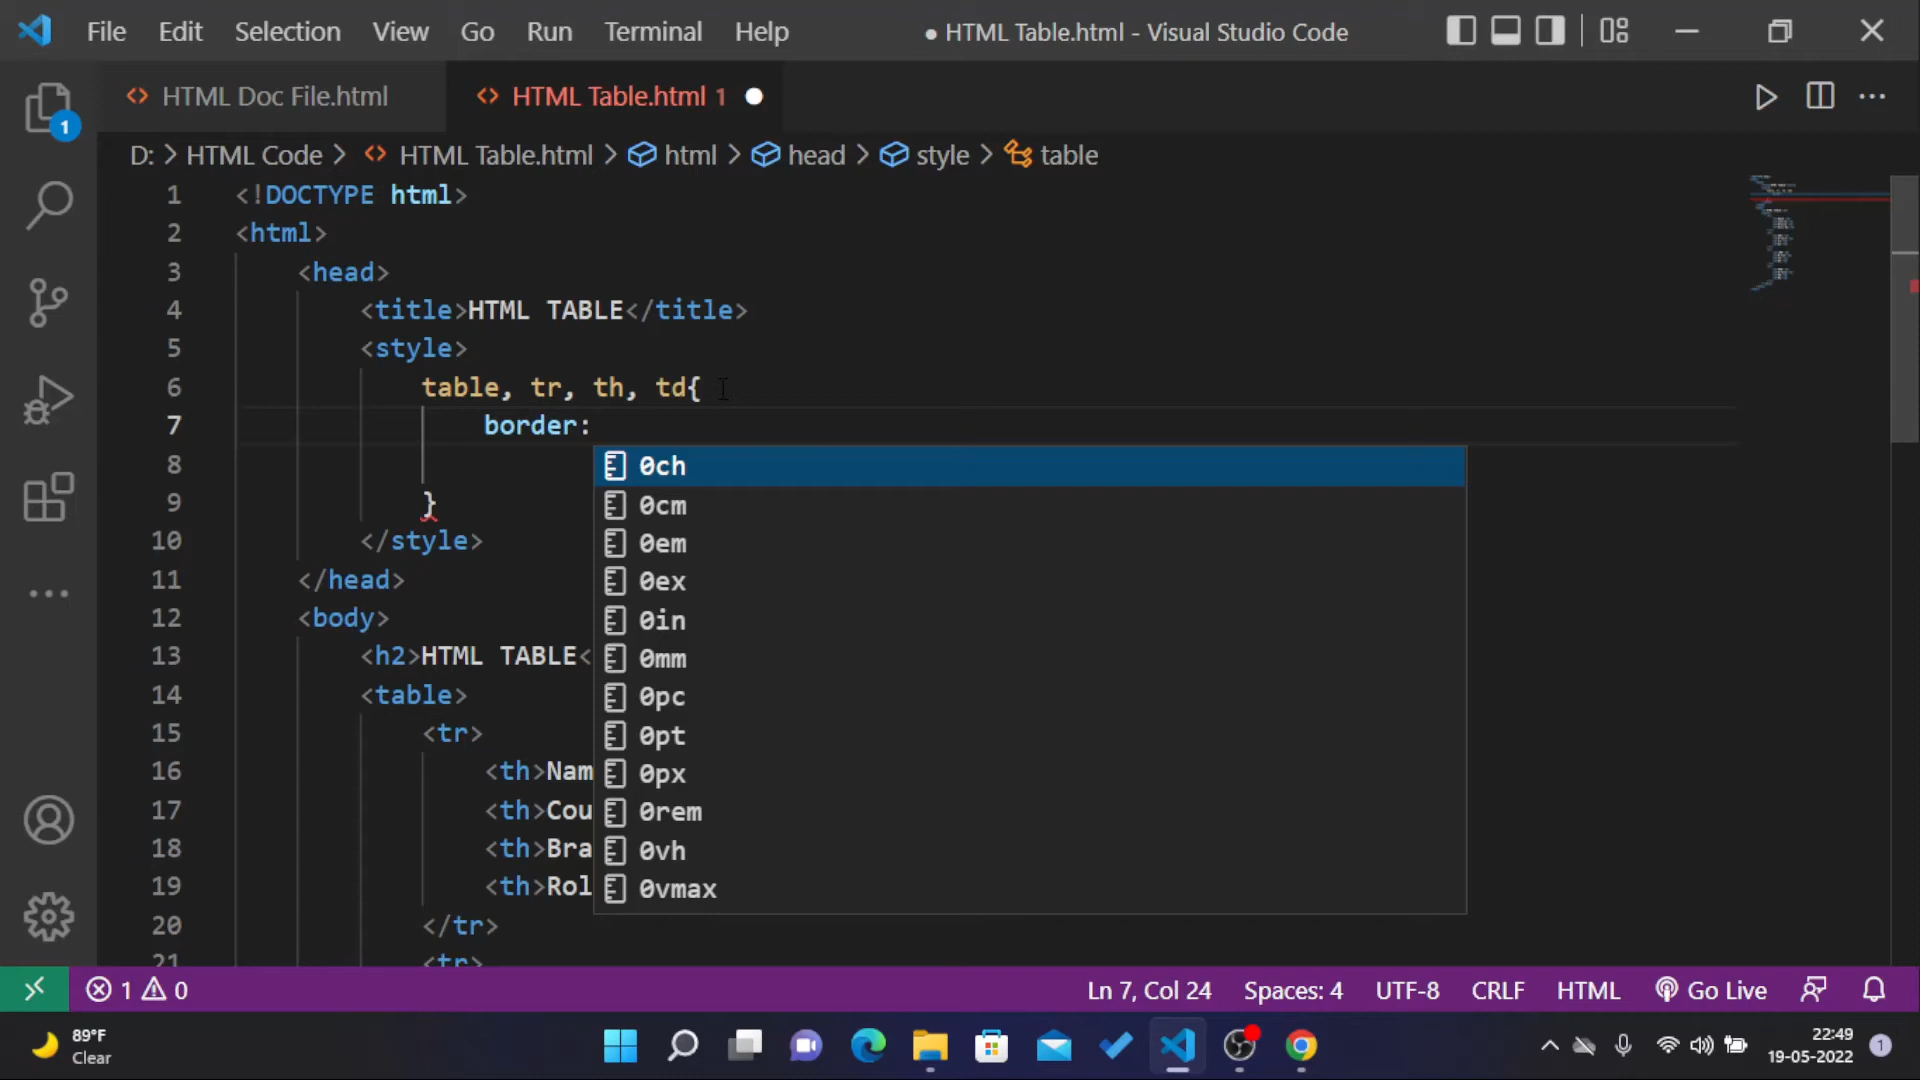 File Edit Selection View Go Run Terminal Help ● HTML Table.html - Visual Studio Code
HTML Doc File.html HTML Table.html 1
D: > HTML Code > HTML Table.html > html > head > style > table
1 <!DOCTYPE html>
2 <html>
3 <head>
4 <title>HTML TABLE</title>
5 <style>
6 table, tr, th, td{
7 border:
8
9 }
10 </style>
11 </head>
12 <body>
13 <h2>HTML TABLE<
14 <table>
15 <tr>
16 <th>Nam
17 <th>Cou
18 <th>Bra
19 <th>Rol
20 </tr>
21 <tr>
0ch
0cm
0em
0ex
0in
0mm
0pc
0pt
0px
0rem
0vh
0vmax
1
1 0 Ln 7, Col 24 Spaces: 4 UTF-8 CRLF HTML Go Live
89°F
Clear
22:49
19-05-2022
1